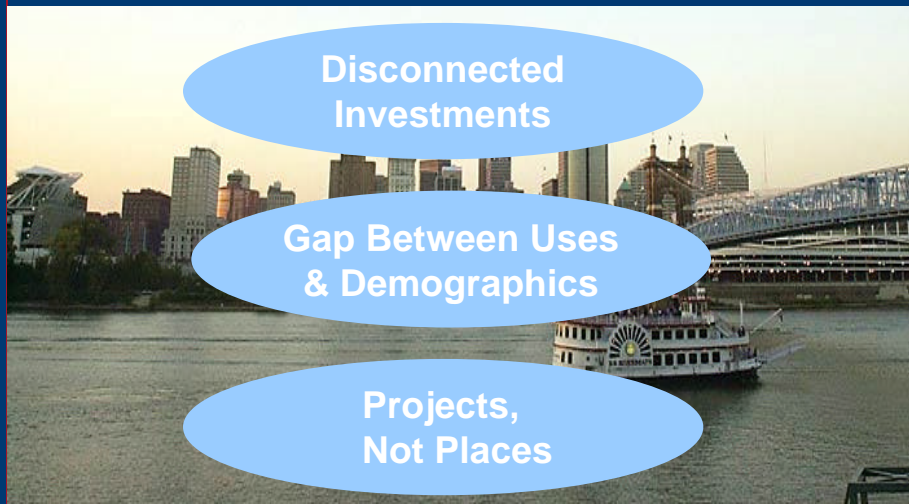 Disconnected
Investments
Gap Between Uses
& Demographics
Projects,
Not Places